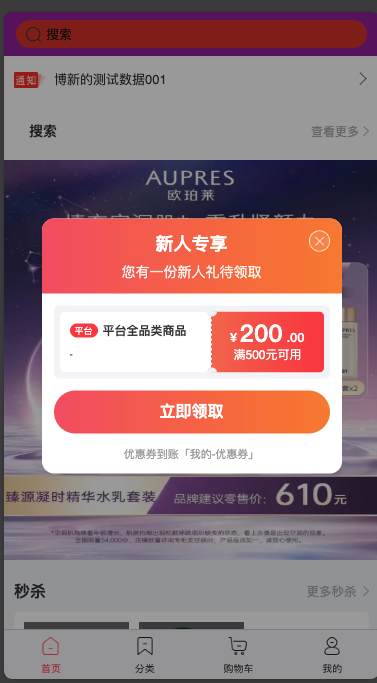 搜索
通知 博新的测试数据001
搜索 查看更多
AUPRES
欧珀莱
新人专享
您有一份新人礼待领取
平台 平台全品类商品
-
¥200.00
满500元可用
立即领取
优惠券到账「我的-优惠券」
AUPRES
x2
臻源凝时精华水乳套装 品牌建议零售价: 610元
秒杀 更多秒杀
首页 分类 购物车 我的